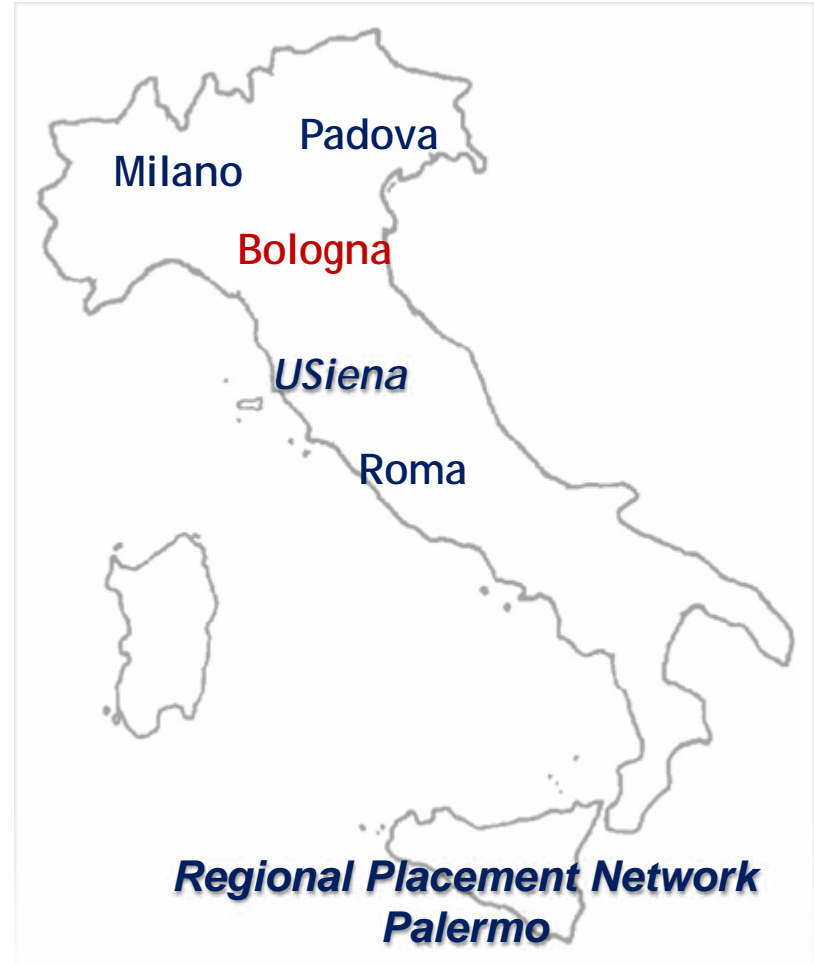 Padova
Milano
Bologna
USiena
Roma
Regional Placement Network
Palermo